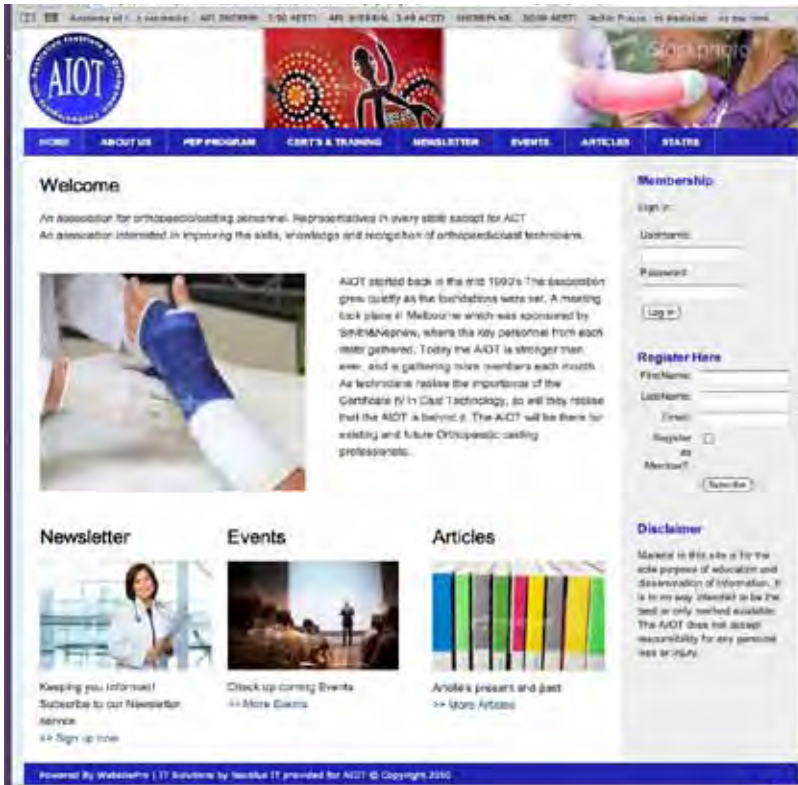 AIOT
iStockphoto
HOME ABOUT US PEP PROGRAM CERT'S & TRAINING NEWSLETTER EVENTS ARTICLES STATES
Welcome
An association for orthopaedic/casting personnel. Representatives in every state except for ACT
An association interested in improving the skills, knowledge and recognition of orthopaedic/cast technicians.
AIOT started back in the mid 1990's The association
grew quietly as the foundations were set. A meeting
took place in Melbourne which was sponsored by
Smith&Nephew, where the key personnel from each
state gathered. Today the AIOT is stronger than
ever, and is gathering more members each month.
As technicians realise the importance of the
Certificate IV in Cast Technology, so will they realise
that the AIOT is behind it. The AIOT will be there for
existing and future Orthopaedic casting
professionals.
Newsletter
Keeping you informed!
Subscribe to our Newsletter
service
>> Sign up now
Events
Check up coming Events
>> More Events
Articles
Article's present and past
>> More Articles
Membership
Sign in
Username:
Password:
Log in
Register Here
FirstName:
LastName:
Email:
Register
as
Member?:
Subscribe
Disclaimer
Material in this site is for the
sole purpose of education and
dissemination of information. It
is in no way intended to be the
best or only method available.
The AIOT does not accept
responsibility for any personal
loss or injury.
Powered By WebsitePro | IT Solutions by Nautilus IT provided for AIOT © Copyright